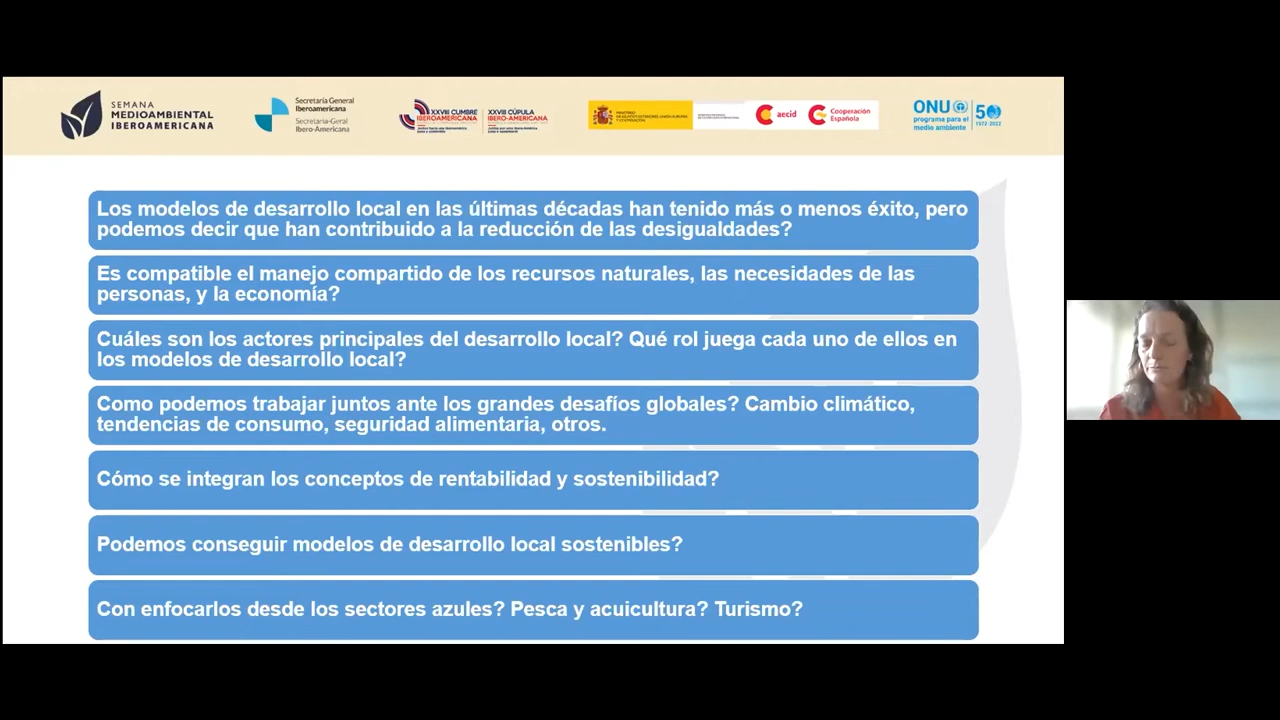 SEMANA
MEDIOAMBIENTAL
IBEROAMERICANA
Secretaría General
Iberoamericana
Secretaria-Geral
Ibero-Americana
XXVIII CUMBRE
IBEROAMERICANA
XXVIII CÚPULA
IBERO-AMERICANA
aecid
Cooperación
Española
ONU
programa para el
medio ambiente
50
1972-2022
Los modelos de desarrollo local en las últimas décadas han tenido más o menos éxito, pero
podemos decir que han contribuido a la reducción de las desigualdades?
Es compatible el manejo compartido de los recursos naturales, las necesidades de las
personas, y la economía?
Cuáles son los actores principales del desarrollo local? Qué rol juega cada uno de ellos en
los modelos de desarrollo local?
Como podemos trabajar juntos ante los grandes desafíos globales? Cambio climático,
tendencias de consumo, seguridad alimentaria, otros.
Cómo se integran los conceptos de rentabilidad y sostenibilidad?
Podemos conseguir modelos de desarrollo local sostenibles?
Con enfocarlos desde los sectores azules? Pesca y acuicultura? Turismo?